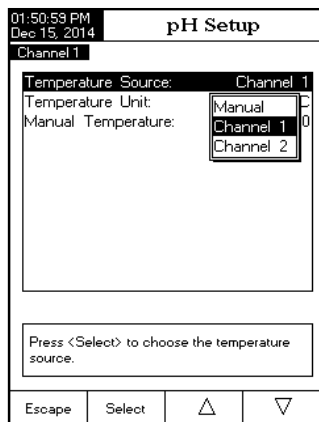 01:50:59 PM
Dec 15, 2014
pH Setup
Channel 1
Temperature Source: Channel 1
Temperature Unit: C
Manual Temperature: 0
Manual
Channel 1
Channel 2
Press <Select> to choose the temperature
source.
Escape Select △ ▽